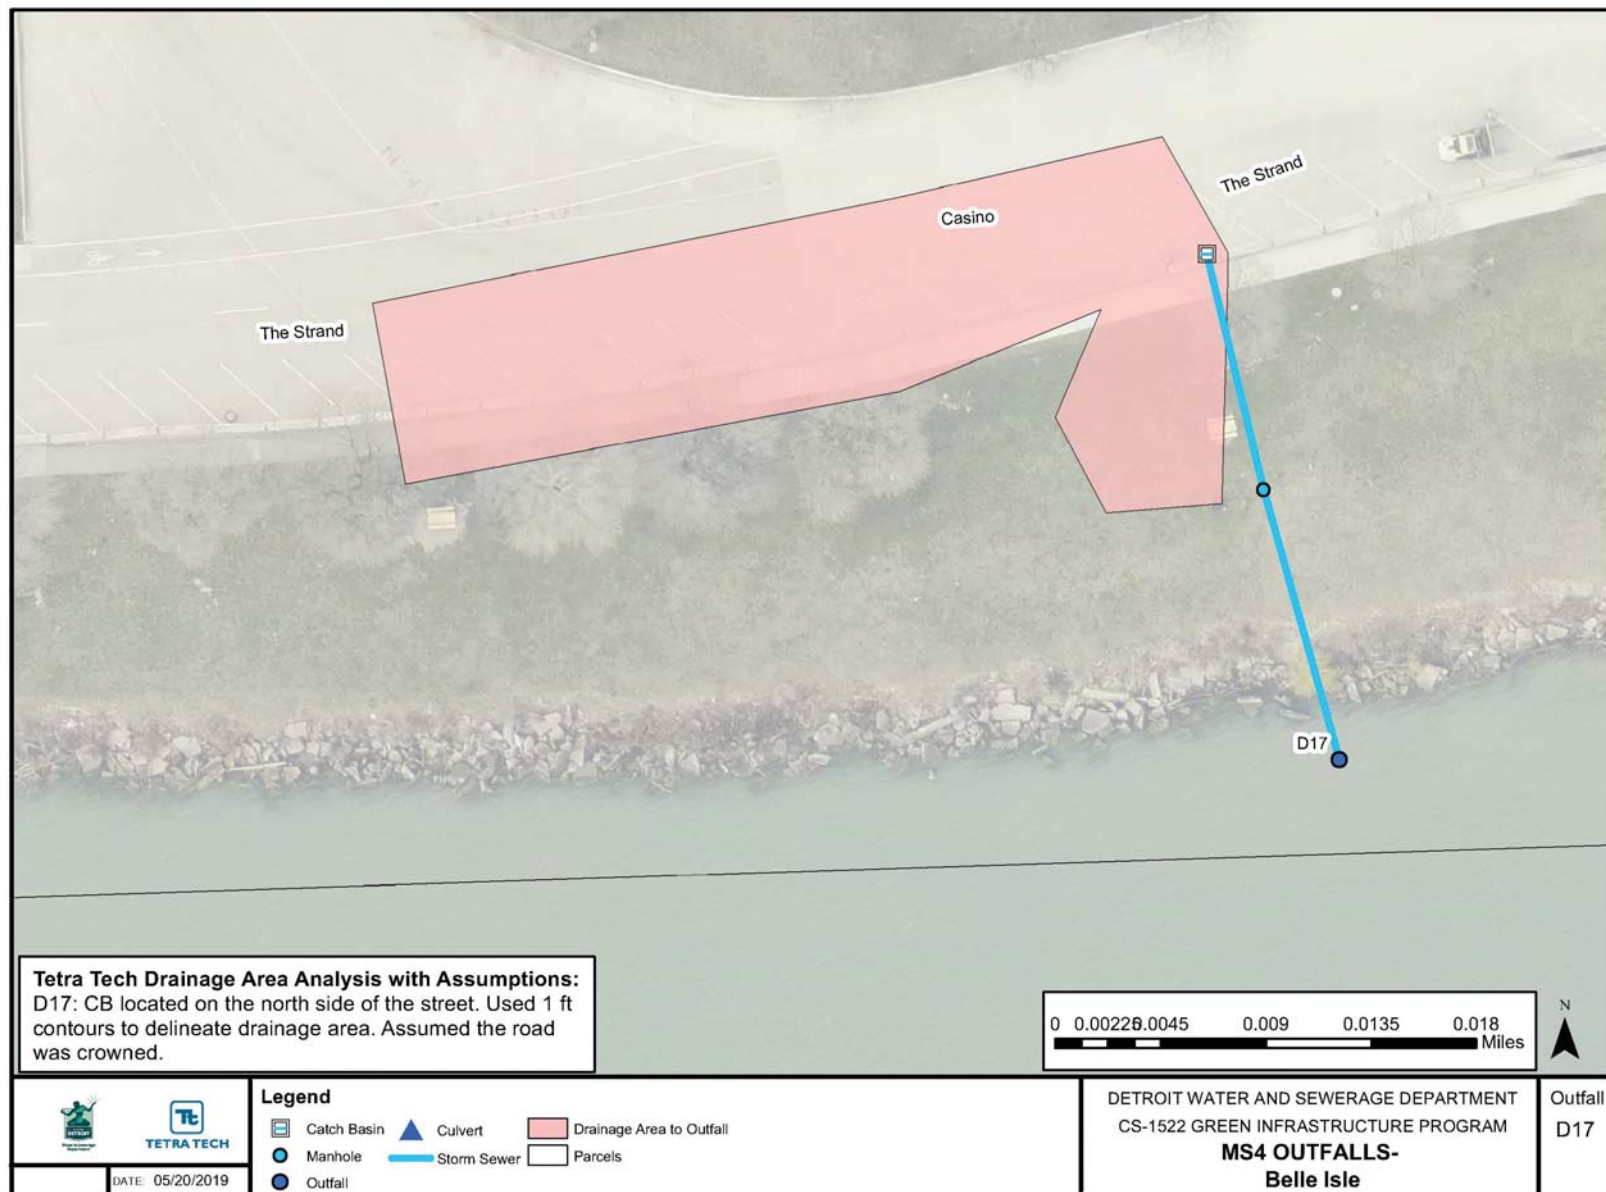 The Strand
Casino
The Strand
D17
Tetra Tech Drainage Area Analysis with Assumptions:
D17: CB located on the north side of the street. Used 1 ft
contours to delineate drainage area. Assumed the road
was crowned.
0 0.00225 0.0045 0.009 0.0135 0.018
Miles
N
DETROIT
TETRA TECH
DATE: 05/20/2019
Legend
Catch Basin
Manhole
Outfall
Culvert
Storm Sewer
Drainage Area to Outfall
Parcels
DETROIT WATER AND SEWERAGE DEPARTMENT
CS-1522 GREEN INFRASTRUCTURE PROGRAM
MS4 OUTFALLS-
Belle Isle
Outfall
D17